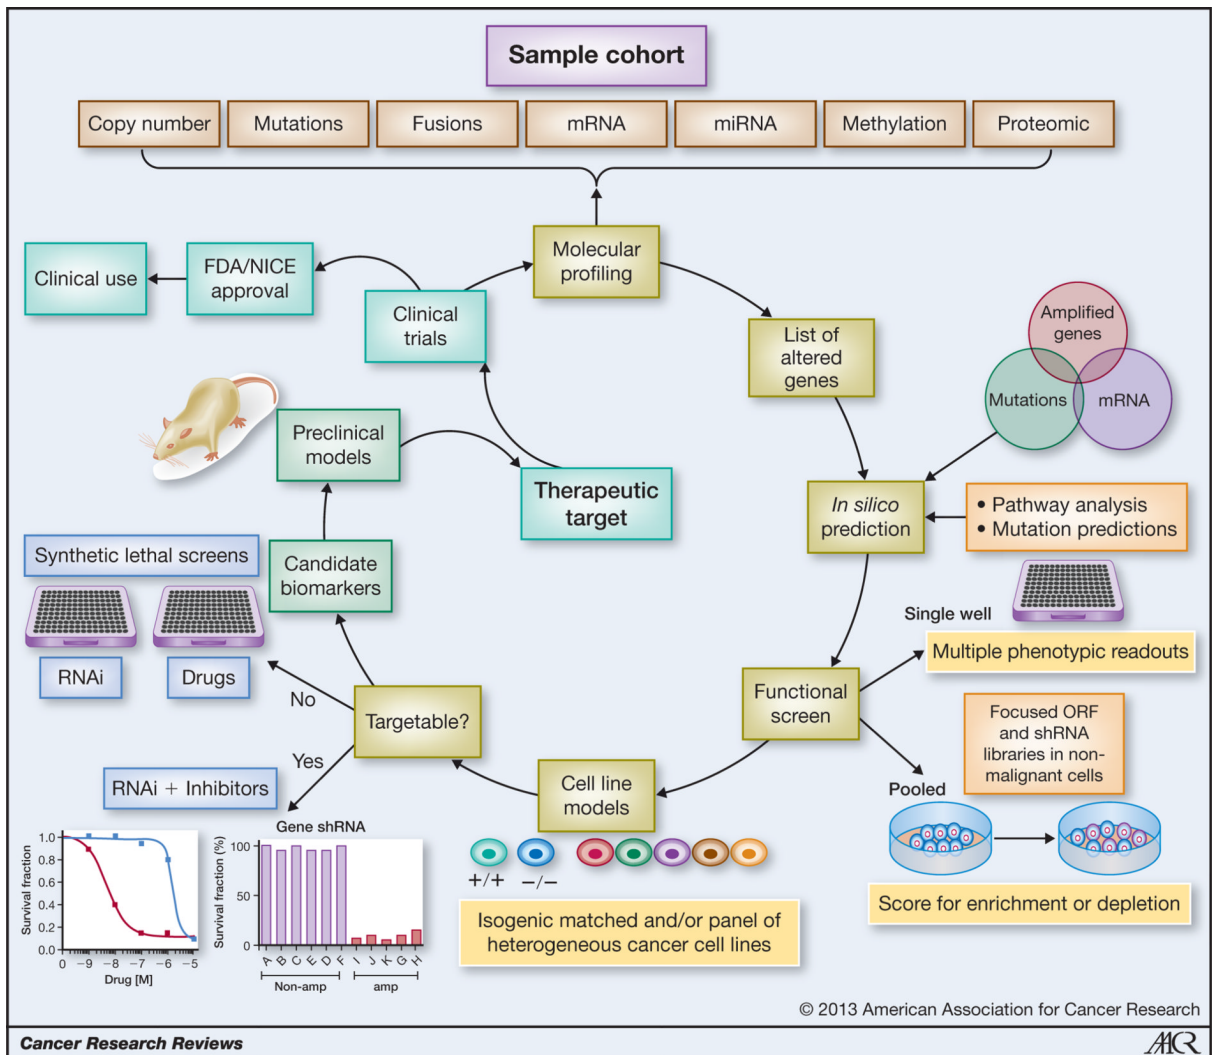 Sample cohort
Copy number
Mutations
Fusions
mRNA
miRNA
Methylation
Proteomic
Molecular
profiling
Clinical use
FDA/NICE
approval
Clinical
trials
List of
altered
genes
Amplified
genes
Mutations
mRNA
Preclinical
models
Therapeutic
target
In silico
prediction
• Pathway analysis
• Mutation predictions
Synthetic lethal screens
Candidate
biomarkers
RNAi
Drugs
Single well
Multiple phenotypic readouts
Functional
screen
Focused ORF
and shRNA
libraries in non-
malignant cells
Pooled
Score for enrichment or depletion
No
Targetable?
Yes
Cell line
models
+/+
−/−
Isogenic matched and/or panel of
heterogeneous cancer cell lines
RNAi + Inhibitors
Survival fraction
1.0
0.8
0.6
0.4
0.2
0.0
0 −9 −8 −7 −6 −5
Drug [M]
Gene shRNA
Survival fraction (%)
100
50
0
A B C E D F I J K G H
Non-amp
amp
© 2013 American Association for Cancer Research
Cancer Research Reviews
AACR